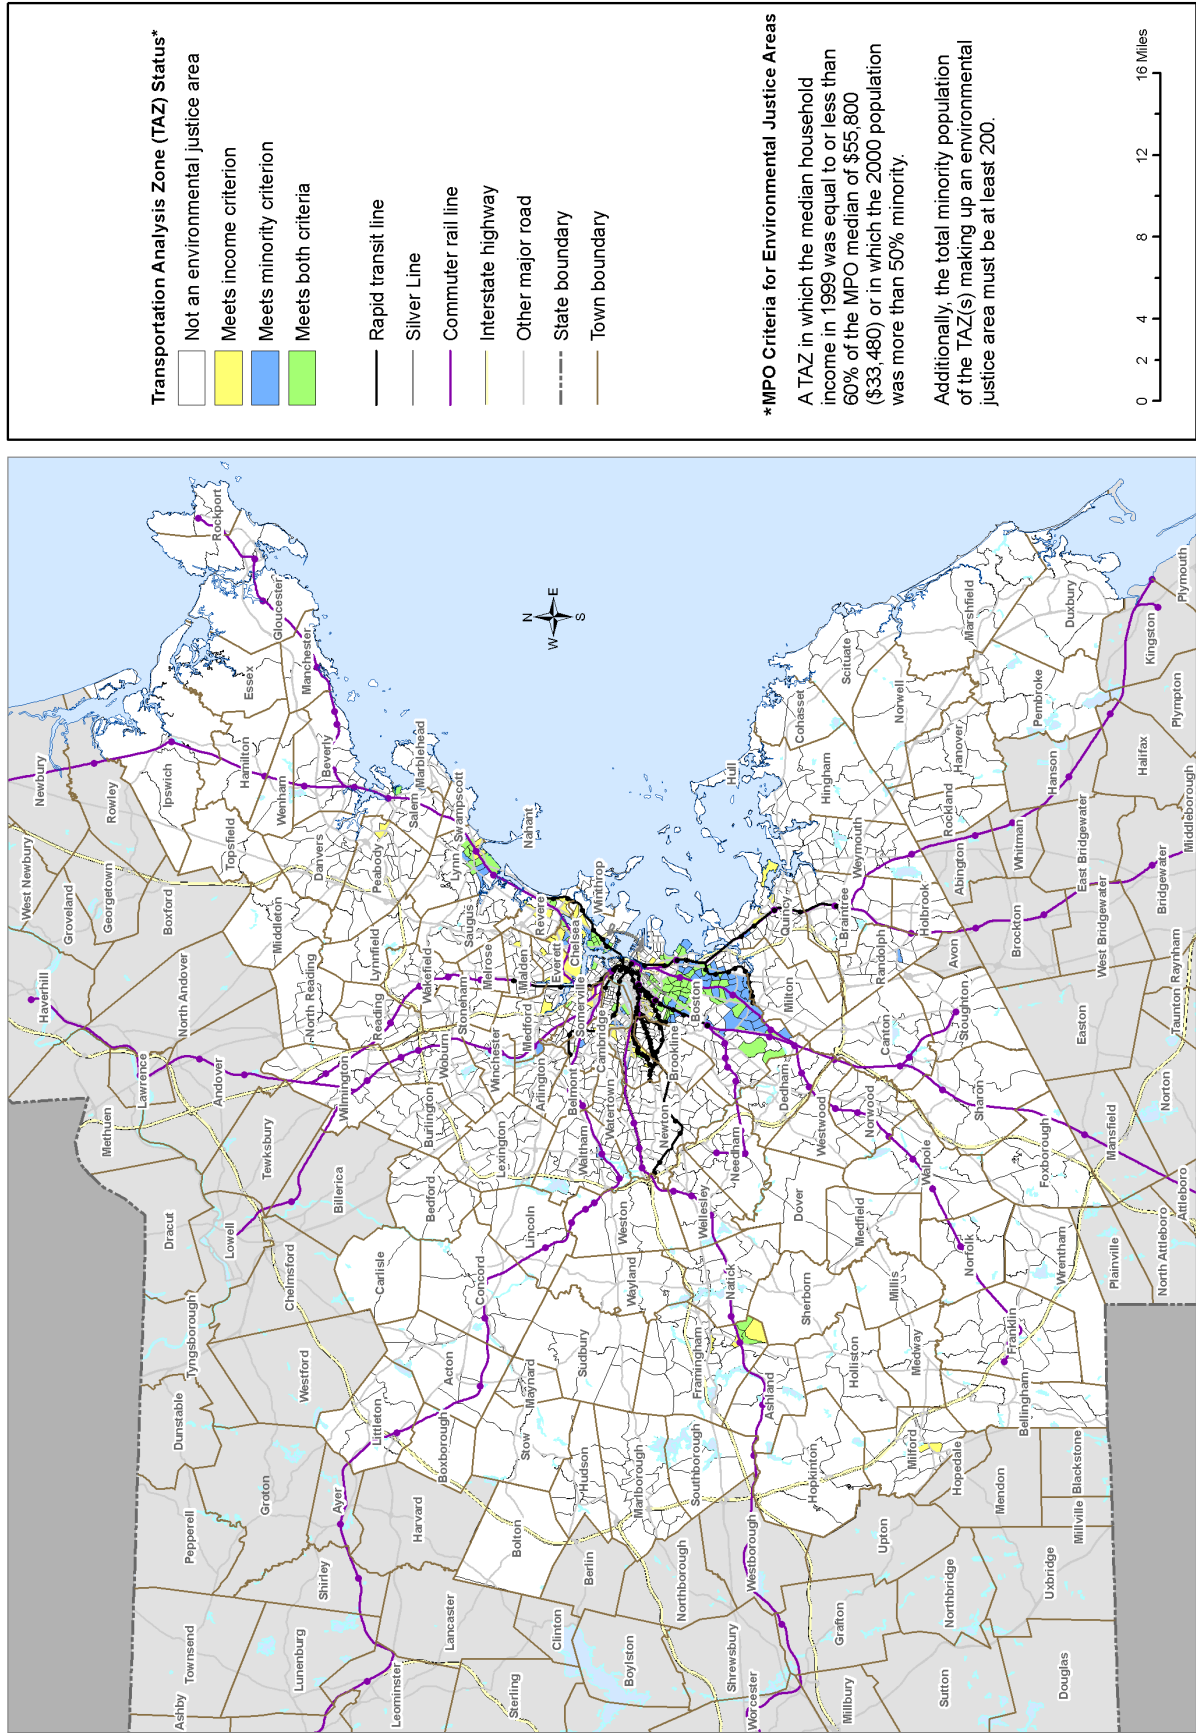 Transportation Analysis Zone (TAZ) Status*
Not an environmental justice area
Meets income criterion
Meets minority criterion
Meets both criteria
Rapid transit line
Silver Line
Commuter rail line
Interstate highway
Other major road
State boundary
Town boundary
*MPO Criteria for Environmental Justice Areas
A TAZ in which the median household
income in 1999 was equal to or less than
60% of the MPO median of $55,800
($33,480) or in which the 2000 population
was more than 50% minority.
Additionally, the total minority population
of the TAZ(s) making up an environmental
justice area must be at least 200.
0 2 4 8 12 16 Miles
N
W E
S
Ashby
Townsend
Pepperell
Dunstable
Tyngsborough
Dracut
Methuen
Lawrence
Haverhill
West Newbury
Groveland
Georgetown
Newbury
Rowley
Boxford
North Andover
Andover
Tewksbury
Lowell
Chelmsford
Westford
Groton
Lunenburg
Shirley
Ayer
Littleton
Carlisle
Billerica
Wilmington
North Reading
Middleton
Topsfield
Ipswich
Hamilton
Wenham
Essex
Gloucester
Rockport
Manchester
Beverly
Danvers
Peabody
Lynnfield
Reading
Wakefield
Burlington
Bedford
Concord
Acton
Boxborough
Harvard
Leominster
Lancaster
Sterling
Bolton
Stow
Maynard
Sudbury
Lincoln
Lexington
Woburn
Stoneham
Winchester
Melrose
Saugus
Lynn
Swampscott
Salem
Marblehead
Nahant
Malden
Medford
Everett
Revere
Chelsea
Winthrop
Somerville
Cambridge
Arlington
Belmont
Watertown
Waltham
Weston
Wayland
Hudson
Marlborough
Berlin
Clinton
Boylston
Northborough
Southborough
Framingham
Natick
Wellesley
Newton
Brookline
Boston
Needham
Dedham
Milton
Quincy
Hull
Shrewsbury
Worcester
Westborough
Ashland
Sherborn
Dover
Westwood
Norwood
Canton
Randolph
Braintree
Weymouth
Hingham
Cohasset
Scituate
Norwell
Millbury
Grafton
Upton
Hopkinton
Holliston
Medway
Millis
Medfield
Walpole
Norfolk
Sharon
Stoughton
Avon
Holbrook
Abington
Rockland
Hanover
Marshfield
Sutton
Northbridge
Milford
Hopedale
Mendon
Bellingham
Franklin
Wrentham
Foxborough
Easton
Brockton
Whitman
Hanson
Pembroke
Duxbury
Douglas
Uxbridge
Millville
Blackstone
Plainville
North Attleboro
Attleboro
Mansfield
Norton
Taunton
Raynham
West Bridgewater
East Bridgewater
Bridgewater
Middleborough
Halifax
Plympton
Kingston
Plymouth